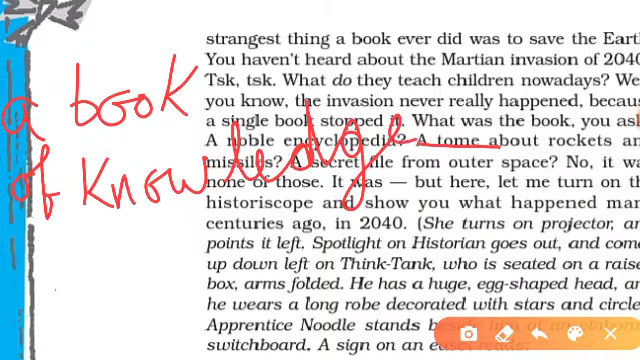 strangest thing a book ever did was to save the Earth
You haven't heard about the Martian invasion of 2040
Tsk, tsk. What do they teach children nowadays? We
you know, the invasion never really happened, becaus
a single book stopped it. What was the book, you ask
A noble encyclopedia? A tome about rockets an
missiles? A secret file from outer space? No, it wa
none of those. It was — but here, let me turn on th
historiscope and show you what happened man
centuries ago, in 2040. (She turns on projector, an
points it left. Spotlight on Historian goes out, and come
up down left on Think-Tank, who is seated on a raise
box, arms folded. He has a huge, egg-shaped head, an
he wears a long robe decorated with stars and circle
Apprentice Noodle stands beside him at an elabora
switchboard. A sign on an easel reads:
a book
of knowledge